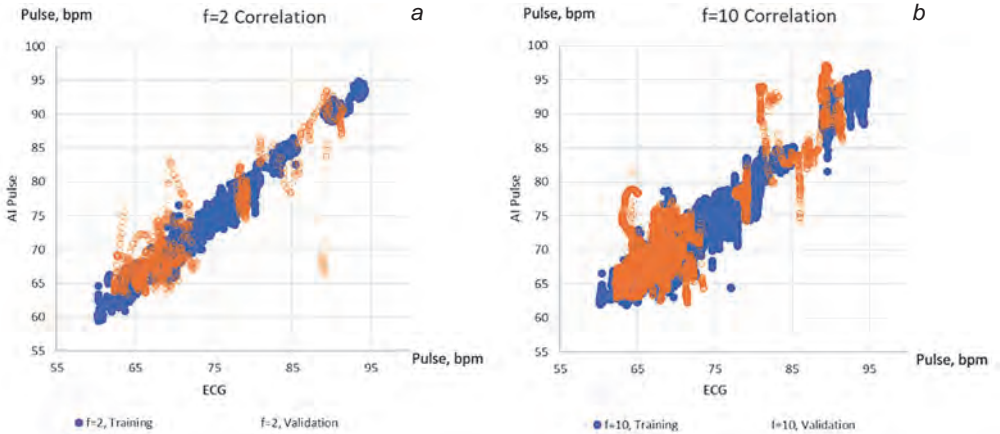 Pulse, bpm
f=2 Correlation
a
100
95
90
85
80
75
70
65
60
55
AI Pulse
55
65
75
85
95
Pulse, bpm
ECG
f=2, Training
f=2, Validation
Pulse, bpm
f=10 Correlation
b
100
95
90
85
80
75
70
65
60
55
AI Pulse
55
65
75
85
95
Pulse, bpm
ECG
f=10, Training
f=10, Validation